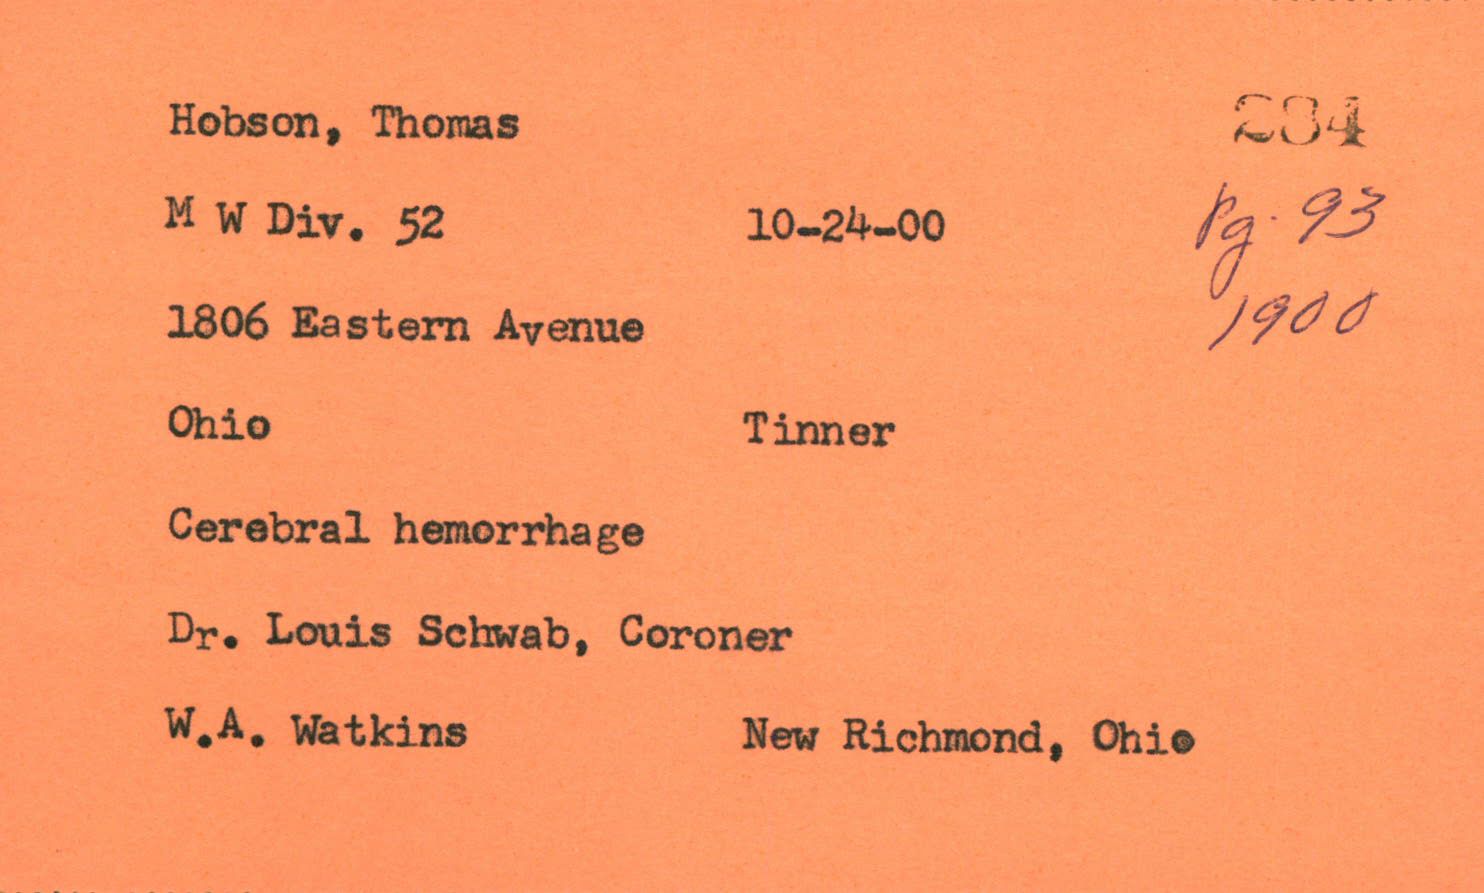 Hobson, Thomas 284
M W Div. 52 10-24-00 Pg. 93
1806 Eastern Avenue 1900
Ohio Tinner
Cerebral hemorrhage
Dr. Louis Schwab, Coroner
W.A. Watkins New Richmond, Ohio